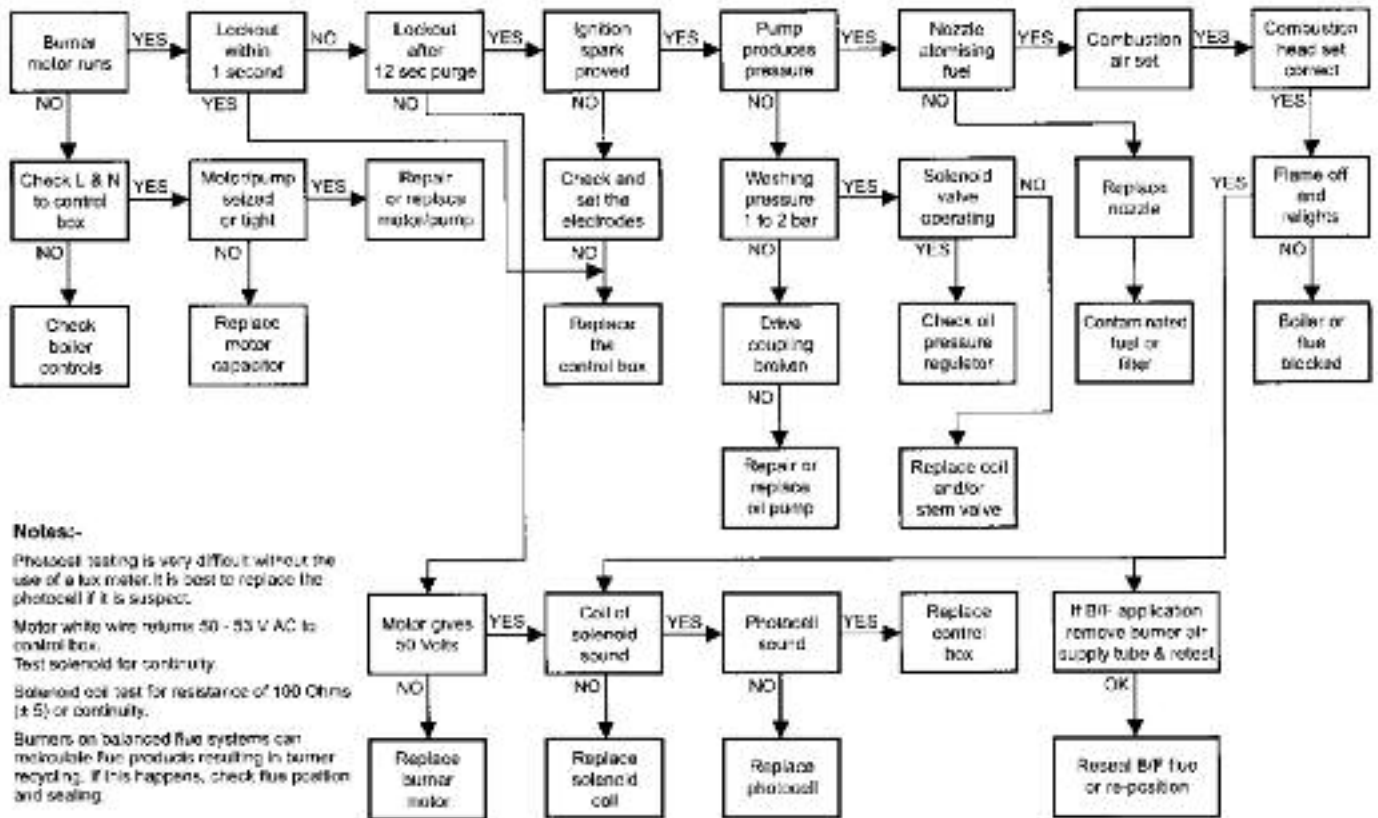 Burner
motor runs
YES
Lockout
within
1 second
NO
Lockout
after
12 sec purge
YES
Ignition
spark
proved
YES
Pump
produces
pressure
YES
Nozzle
atomising
fuel
YES
Combustion
air set
YES
Combustion
head set
correct
NO
YES
NO
NO
NO
NO
YES
Check L & N
to control
box
YES
Motor/pump
seized
or tight
YES
Repair
or replace
motor/pump
Check and
set the
electrodes
Washing
pressure
1 to 2 bar
YES
Solenoid
valve
operating
NO
Replace
nozzle
YES
Flame off
and
relights
NO
NO
NO
NO
YES
NO
Check
boiler
controls
Replace
motor
capacitor
Replace
the
control box
Drive
coupling
broken
Check oil
pressure
regulator
Contaminated
fuel or
filter
Boiler or
flue
blocked
NO
Repair or
replace
oil pump
Replace coil
and/or
stem valve
Notes:-
Photocell testing is very difficult without the
use of a lux meter. It is best to replace the
photocell if it is suspect.
Motor white wire returns 50 - 53 V AC to
control box.
Test solenoid for continuity.
Solenoid coil test for resistance of 100 Ohms
(± 5) or continuity.
Burners on balanced flue systems can
recirculate flue products resulting in burner
recycling. If this happens, check flue position
and sealing.
Motor gives
50 Volts
YES
Coil of
solenoid
sound
YES
Photocell
sound
YES
Replace
control
box
If B/F application
remove burner air
supply tube & retest
NO
NO
NO
OK
Replace
burner
motor
Replace
solenoid
coil
Replace
photocell
Reseal B/F flue
or re-position